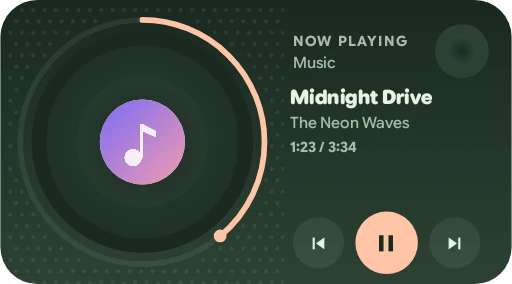 NOW PLAYING
Music
Midnight Drive
The Neon Waves
1:23 / 3:34